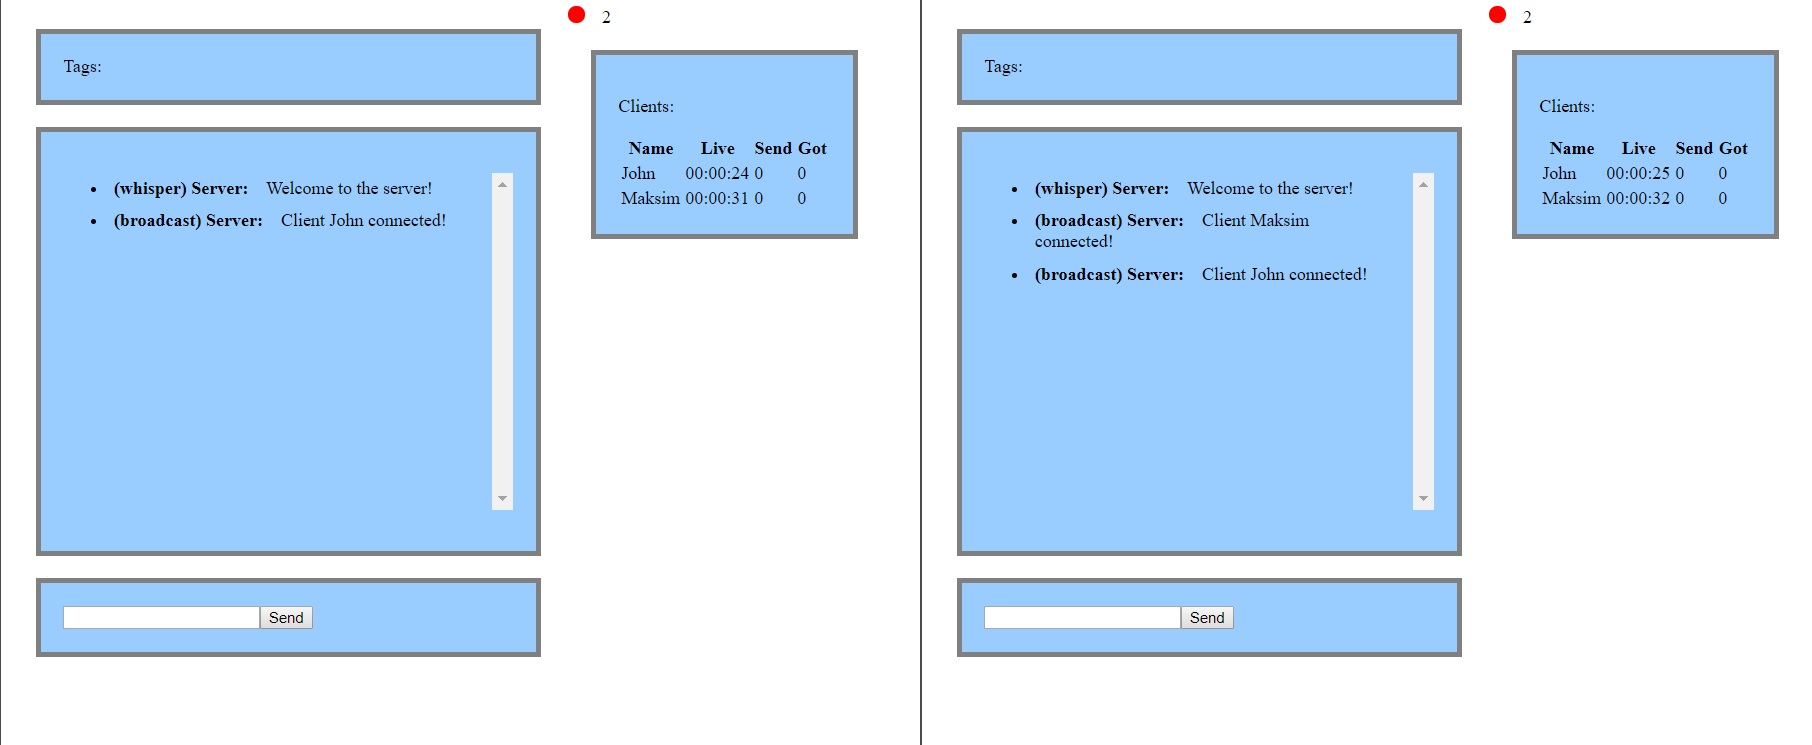 2
Tags:
Clients:
Name Live Send Got
John 00:00:24 0 0
Maksim 00:00:31 0 0
(whisper) Server: Welcome to the server!
(broadcast) Server: Client John connected!
Send
2
Tags:
Clients:
Name Live Send Got
John 00:00:25 0 0
Maksim 00:00:32 0 0
(whisper) Server: Welcome to the server!
(broadcast) Server: Client Maksim
connected!
(broadcast) Server: Client John connected!
Send